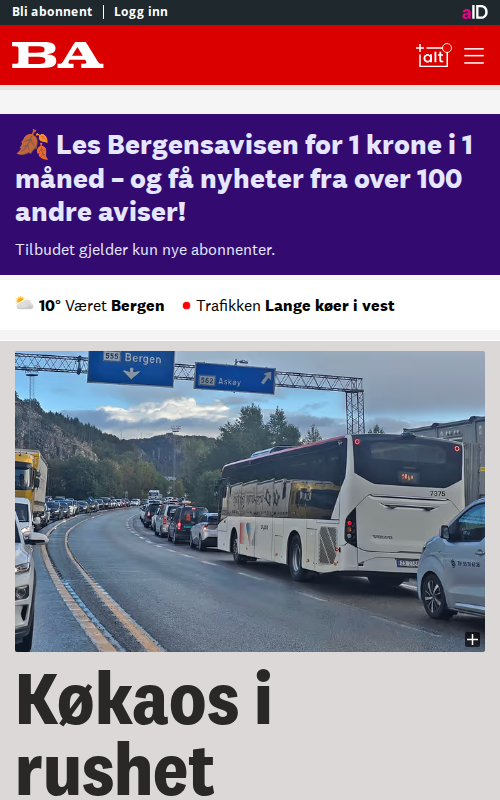 Bli abonnent
Logg inn
aID
BA
+alt
Les Bergensavisen for 1 krone i 1
måned – og få nyheter fra over 100
andre aviser!
Tilbudet gjelder kun nye abonnenter.
10° Været Bergen
Trafikken Lange køer i vest
555 Bergen
562 Askøy
7375
Køkaos i
rushet